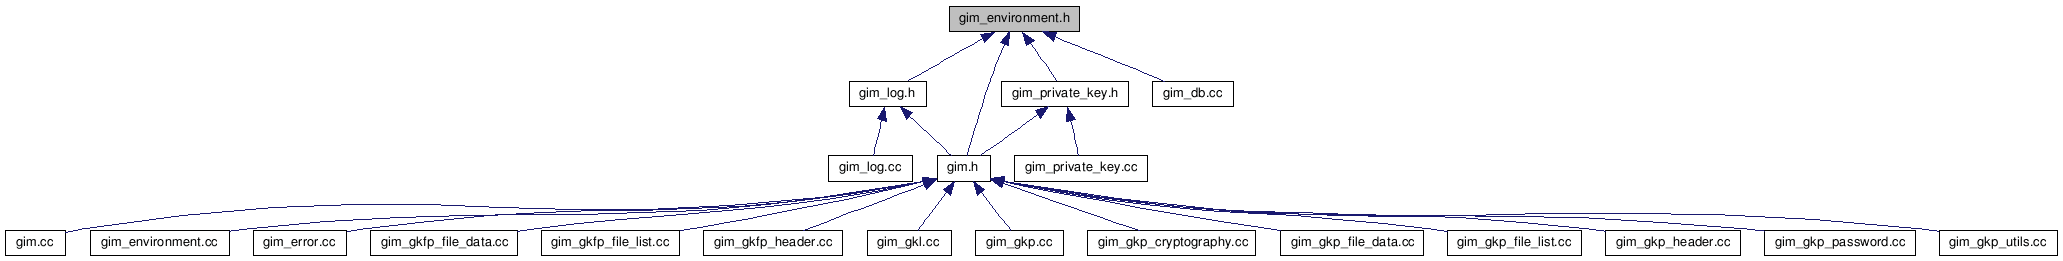 gim_environment.h
gim_log.h
gim_private_key.h
gim_db.cc
gim_log.cc
gim.h
gim_private_key.cc
gim.cc
gim_environment.cc
gim_error.cc
gim_gkfp_file_data.cc
gim_gkfp_file_list.cc
gim_gkfp_header.cc
gim_gkl.cc
gim_gkp.cc
gim_gkp_cryptography.cc
gim_gkp_file_data.cc
gim_gkp_file_list.cc
gim_gkp_header.cc
gim_gkp_password.cc
gim_gkp_utils.cc